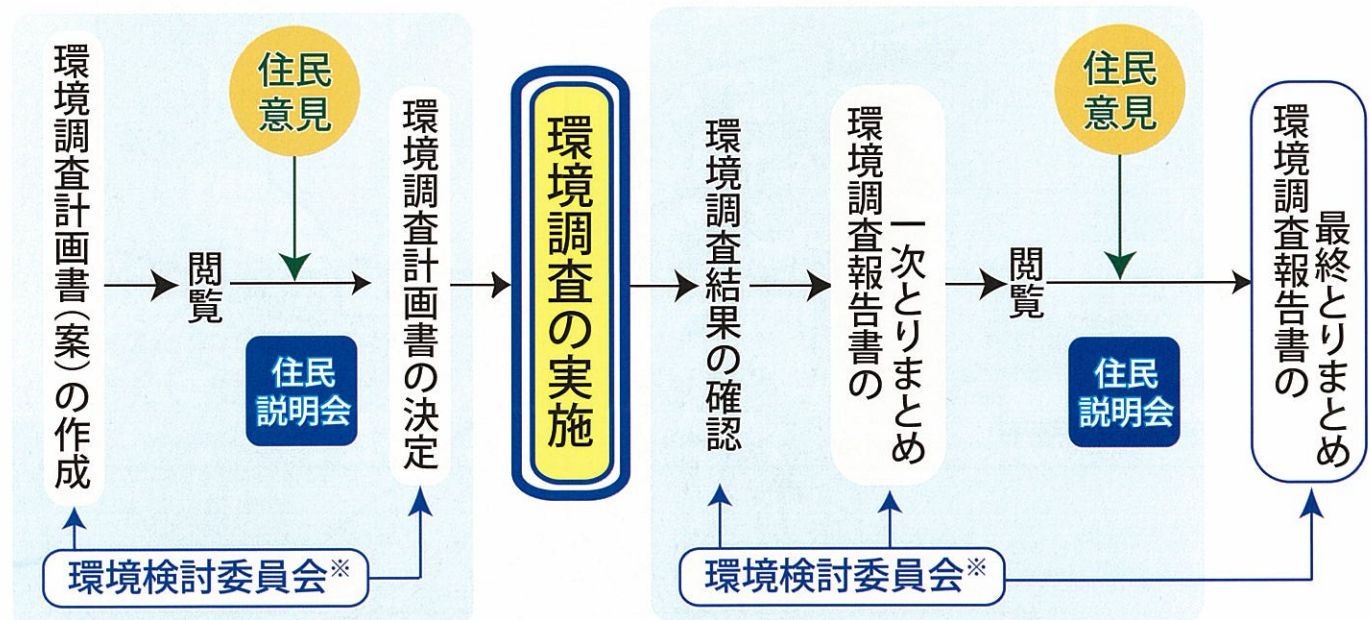 環境調査計画書（案）の作成
閲覧
住民
意見
住民
説明会
環境調査計画書の決定
環境検討委員会※
環境調査の実施
環境調査結果の確認
環境調査報告書の
一次とりまとめ
閲覧
住民
意見
住民
説明会
環境調査報告書の
最終とりまとめ
環境検討委員会※